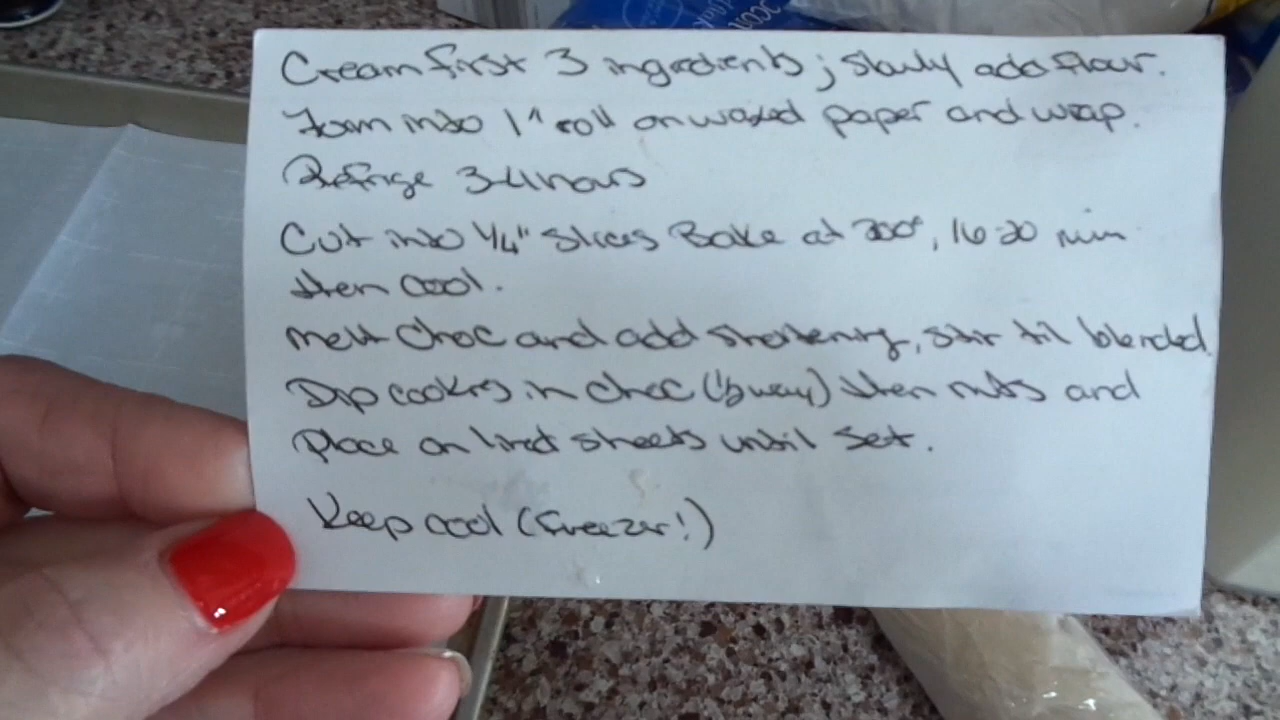 Cream first 3 ingredients; slowly add flour.
Form into 1" roll on waxed paper and wrap.
Refrige 3-4 hours
Cut into 1/4" slices Bake at 300°, 16-20 min
then cool.
Melt choc and add shortening, stir til blended.
Dip cookies in choc (1/2 way) then nuts and
Place on lined sheets until set.
Keep cool (freezer!)